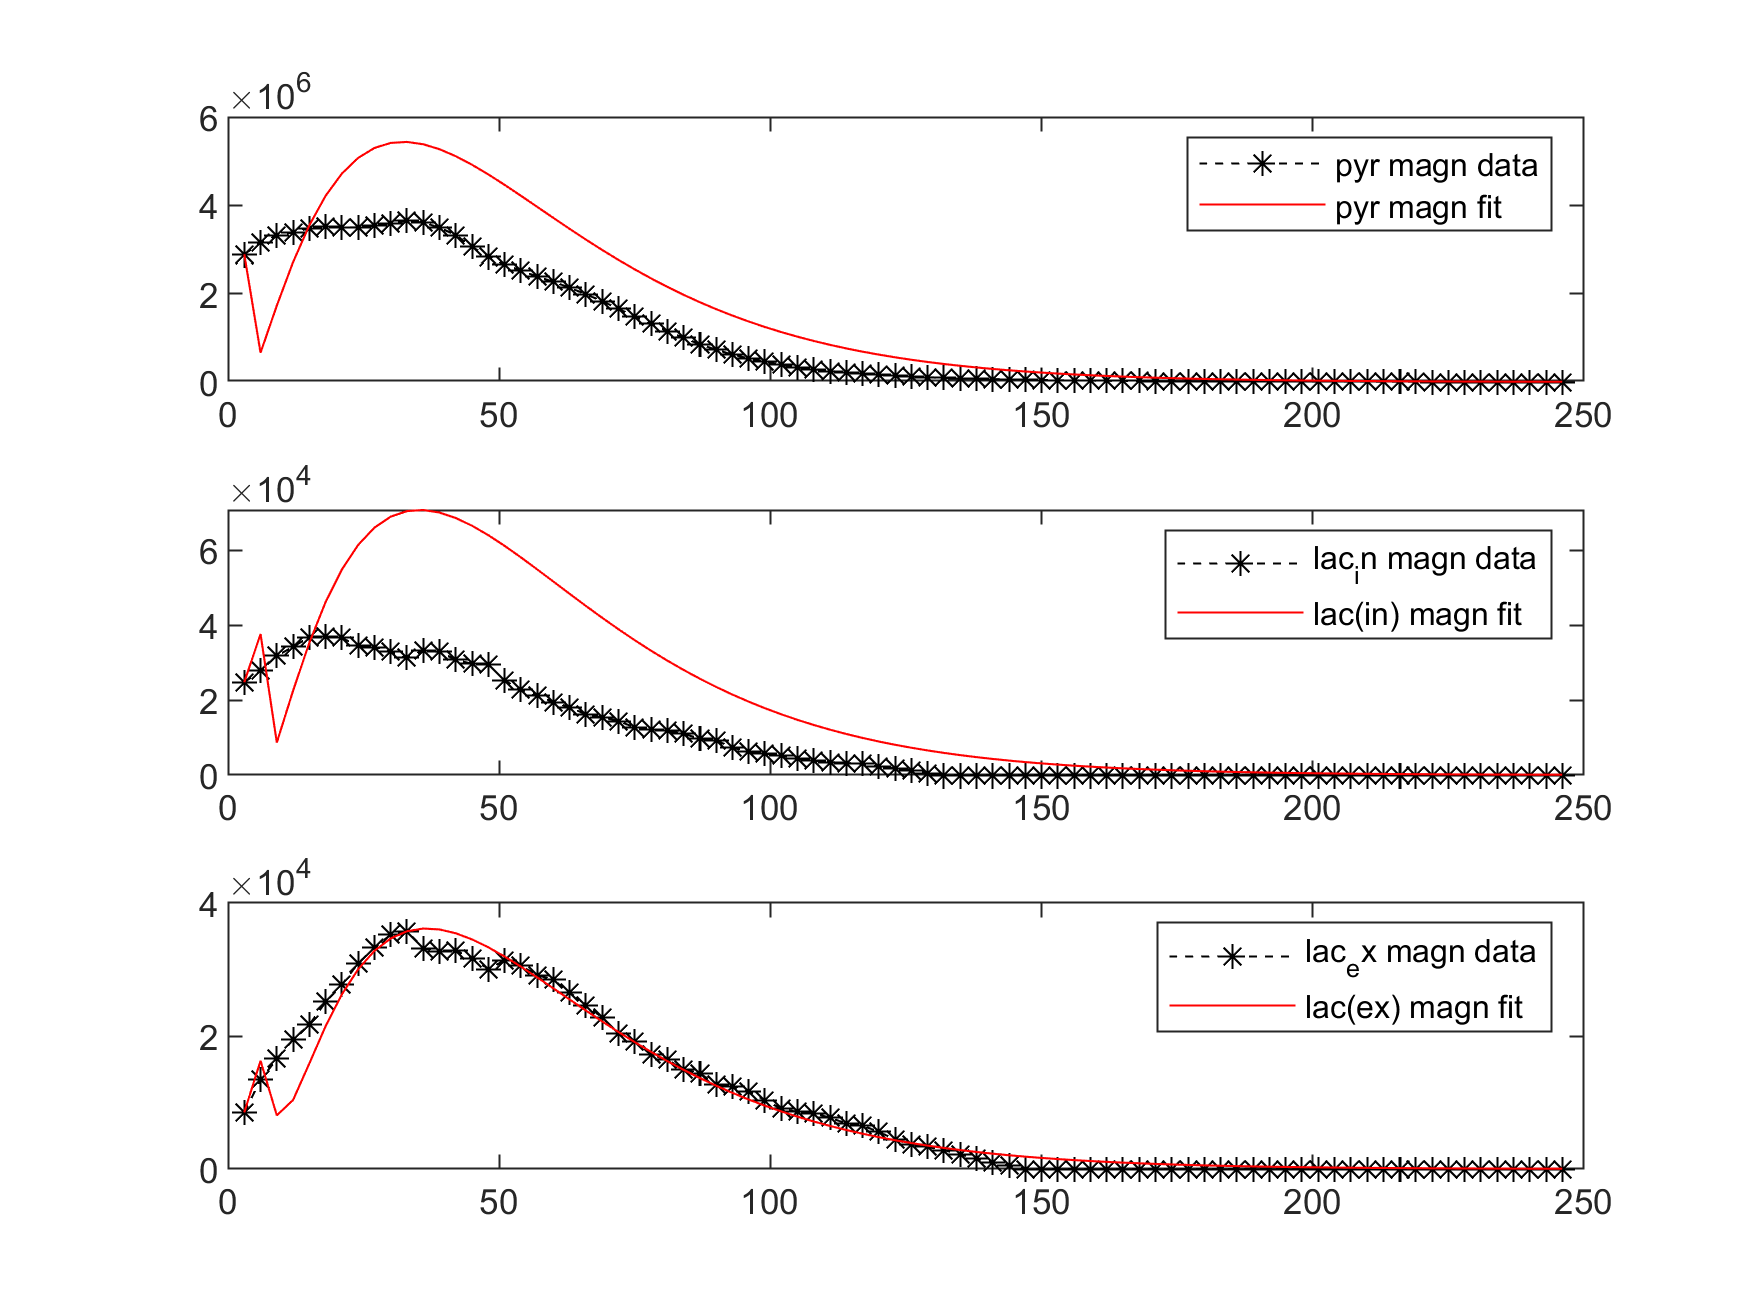 ×10^6
6
4
2
0
0 50 100 150 200 250
pyr magn data
pyr magn fit
×10^4
6
4
2
0
0 50 100 150 200 250
lac_in magn data
lac(in) magn fit
×10^4
4
2
0
0 50 100 150 200 250
lac_ex magn data
lac(ex) magn fit